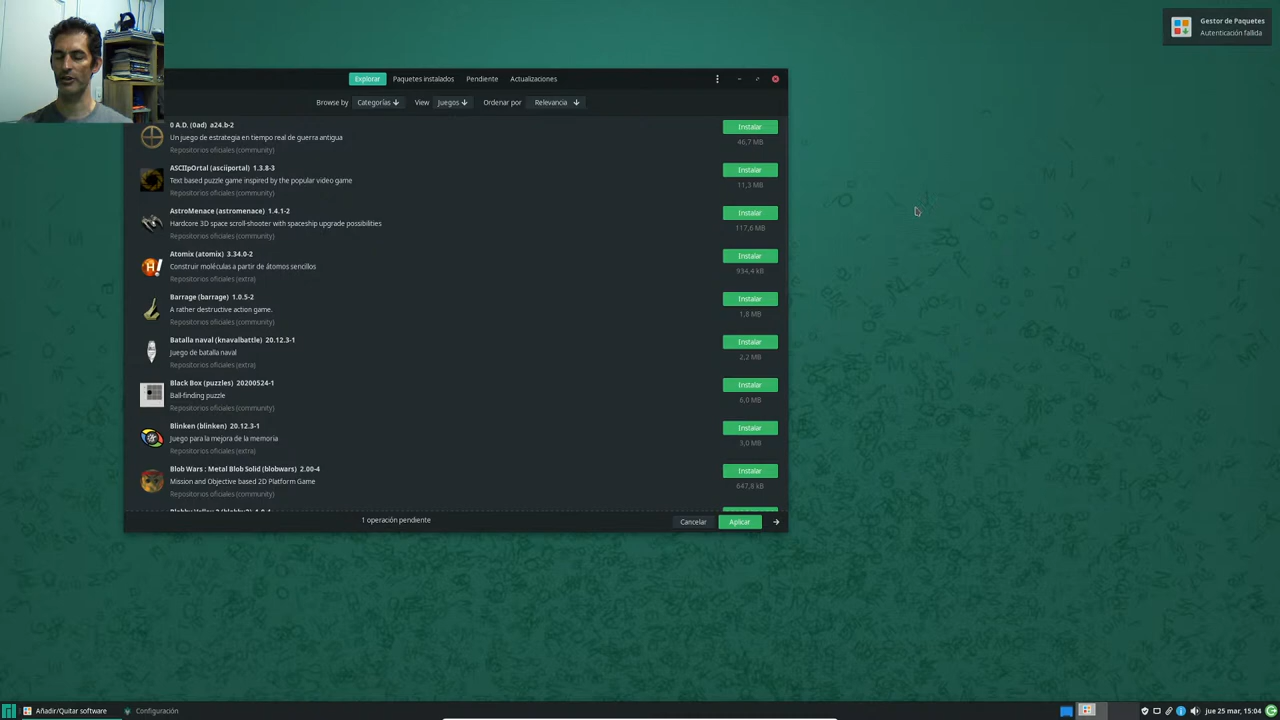 Gestor de Paquetes
Autenticación fallida
Explorar Paquetes instalados Pendiente Actualizaciones
Browse by Categorías View Juegos Ordenar por Relevancia
0 A.D. (0ad) a24.b-2
Un juego de estrategia en tiempo real de guerra antigua
Repositorios oficiales (community)
Instalar
46,7 MB
ASCIIpOrtal (asciiportal) 1.3.8-3
Text based puzzle game inspired by the popular video game
Repositorios oficiales (community)
Instalar
11,3 MB
AstroMenace (astromenace) 1.4.1-2
Hardcore 3D space scroll-shooter with spaceship upgrade possibilities
Repositorios oficiales (community)
Instalar
117,6 MB
Atomix (atomix) 3.34.0-2
Construir moléculas a partir de átomos sencillos
Repositorios oficiales (extra)
Instalar
934,4 kB
Barrage (barrage) 1.0.5-2
A rather destructive action game.
Repositorios oficiales (community)
Instalar
1,8 MB
Batalla naval (knavalbattle) 20.12.3-1
Juego de batalla naval
Repositorios oficiales (extra)
Instalar
2,2 MB
Black Box (puzzles) 20200524-1
Ball-finding puzzle
Repositorios oficiales (community)
Instalar
6,0 MB
Blinken (blinken) 20.12.3-1
Juego para la mejora de la memoria
Repositorios oficiales (extra)
Instalar
3,0 MB
Blob Wars : Metal Blob Solid (blobwars) 2.00-4
Mission and Objective based 2D Platform Game
Repositorios oficiales (community)
Instalar
647,8 kB
1 operación pendiente Cancelar Aplicar
Añadir/Quitar software Configuración jue 25 mar, 15:04